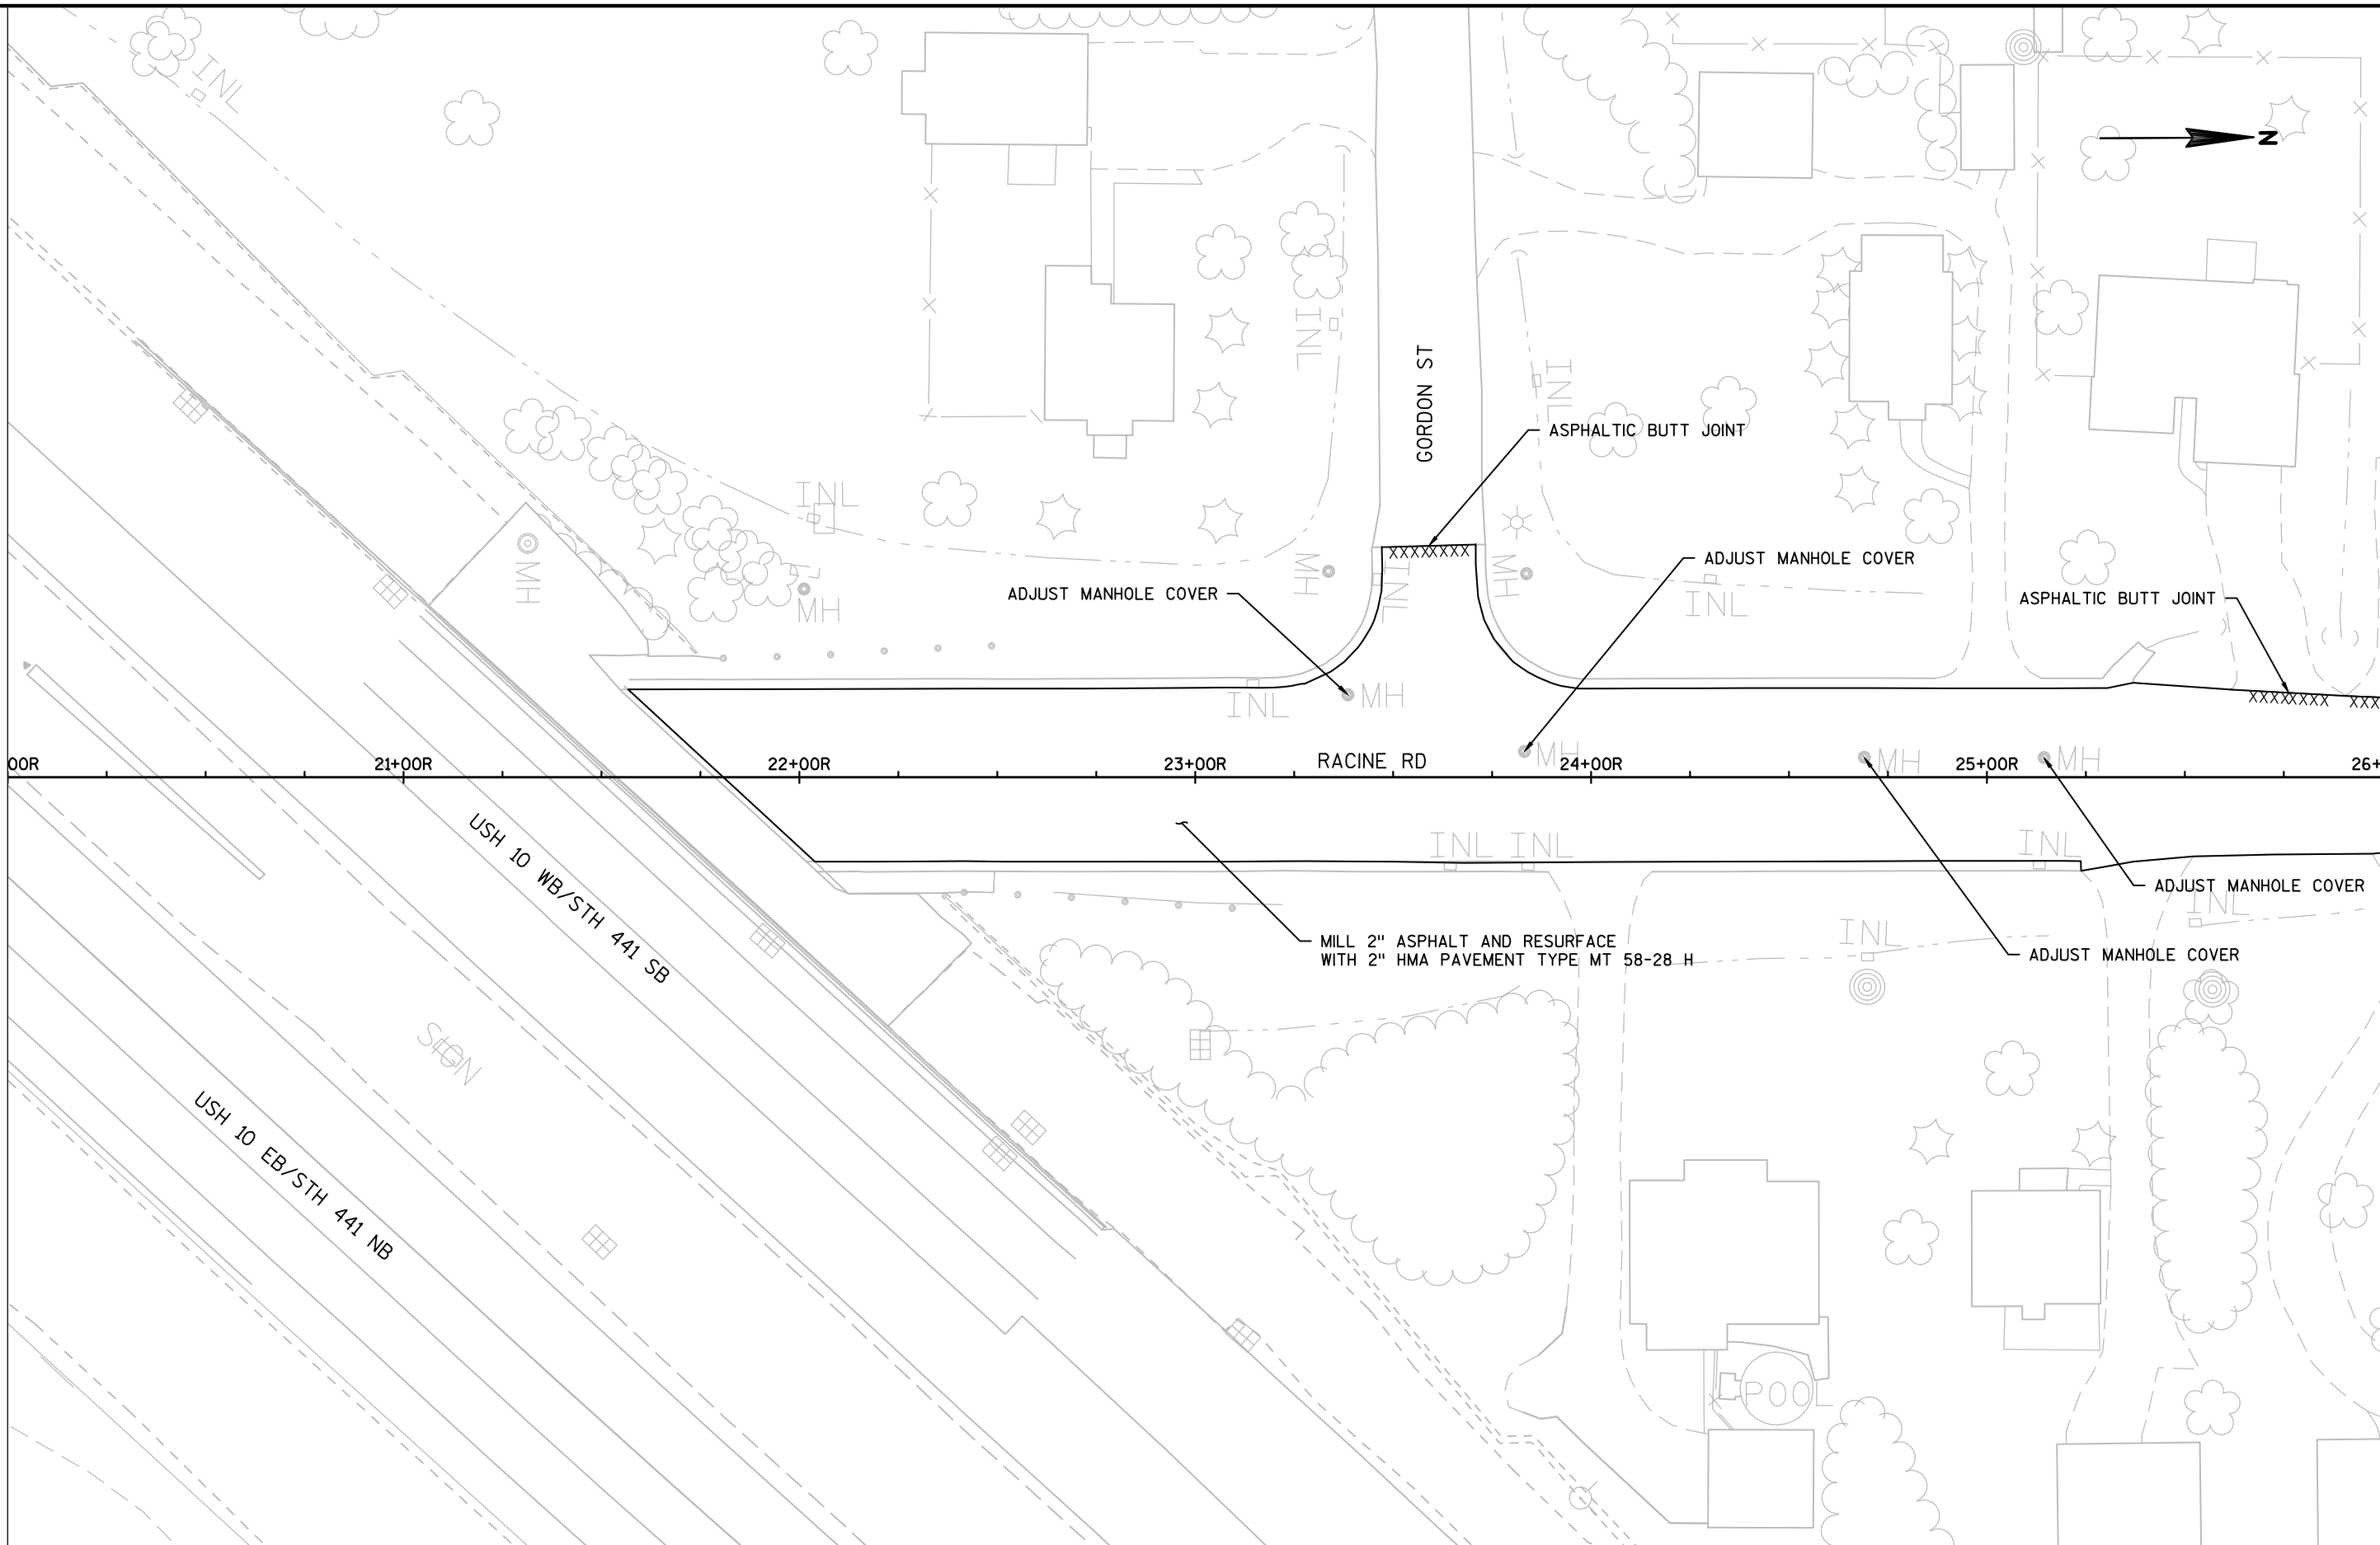 INL
N
INL
GORDON ST
INL
ASPHALTIC BUTT JOINT
INL
MH
MH
MH
INL
ADJUST MANHOLE COVER
ADJUST MANHOLE COVER
MH
INL
ASPHALTIC BUTT JOINT
MH
INL
MH
MH
MH
00R
21+00R
22+00R
23+00R
RACINE RD
24+00R
25+00R
26+
USH 10 WB/STH 441 SB
INL
INL
INL
ADJUST MANHOLE COVER
INL
MILL 2" ASPHALT AND RESURFACE
WITH 2" HMA PAVEMENT TYPE MT 58-28 H
INL
ADJUST MANHOLE COVER
SIGN
USH 10 EB/STH 441 NB
POOL